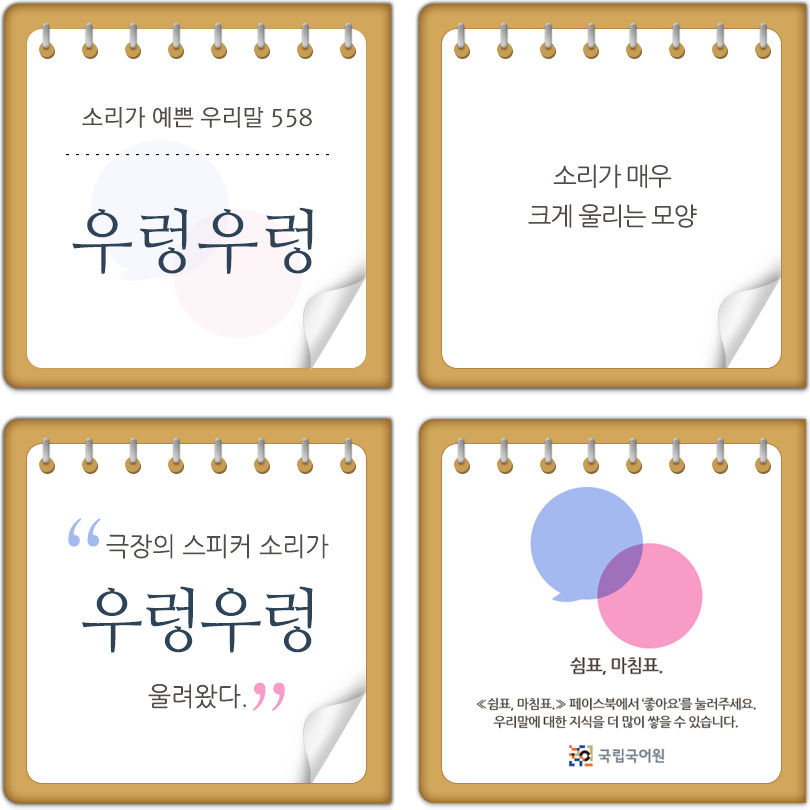 소리가 예쁜 우리말 558
우렁우렁
소리가 매우
크게 울리는 모양
“극장의 스피커 소리가
우렁우렁
울려왔다.”
쉼표, 마침표.
≪쉼표, 마침표.≫ 페이스북에서 ‘좋아요’를 눌러주세요.
우리말에 대한 지식을 더 많이 쌓을 수 있습니다.
국립국어원